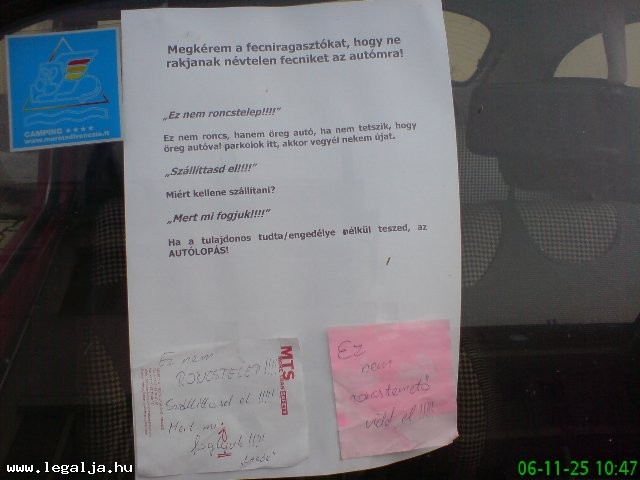 Megkérem a fecniragasztókat, hogy ne
rakjanak névtelen fecniket az autómra!
„Ez nem roncstelep!!!!”
Ez nem roncs, hanem öreg autó, ha nem tetszik, hogy
öreg autóval parkolok itt, akkor vegyél nekem újat.
„Szállíttasd el!!!!”
Miért kellene szállítani?
„Mert mi fogjuk!!!!”
Ha a tulajdonos tudta/engedélye nélkül teszed, az
AUTÓLOPÁS!
CAMPING ****
Ez nem
RONCSTELEP!!!!
Szállíttasd el!!!!
Mert mi
fogjuk!!!!
MTS
Ez
nem
roncstemető
vidd el!!!!
www.legalja.hu
06-11-25 10:47